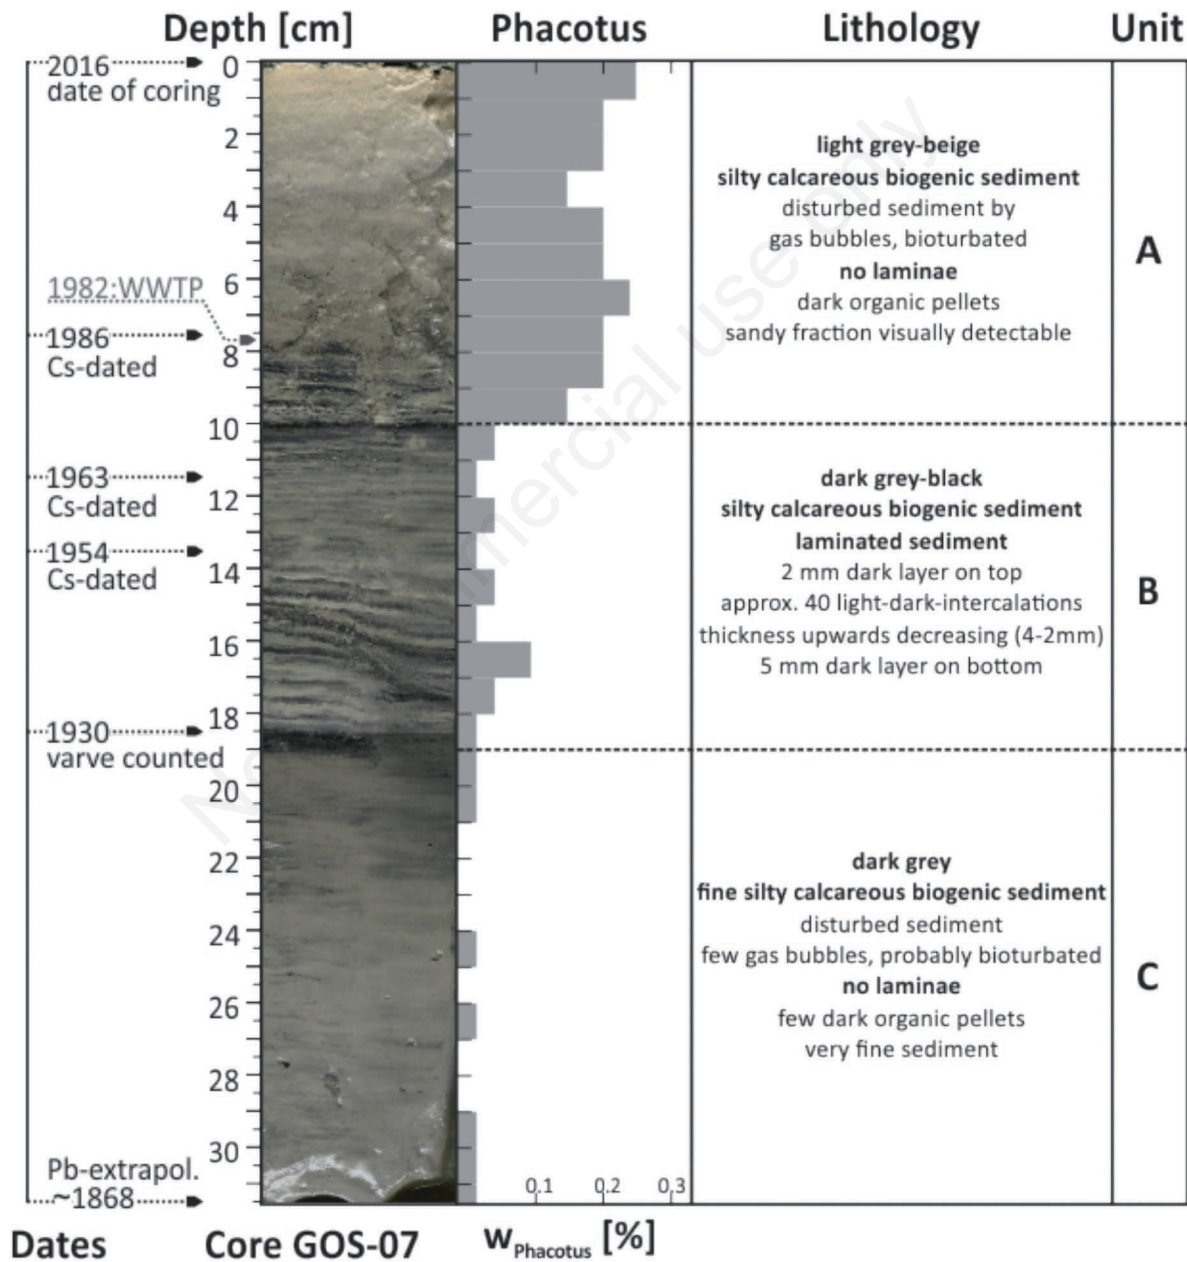 Depth [cm] Phacotus Lithology Unit
2016
date of coring
1982:WWTP
1986
Cs-dated
1963
Cs-dated
1954
Cs-dated
1930
varve counted
Pb-extrapol.
~1868
0
2
4
6
8
10
12
14
16
18
20
22
24
26
28
30
0.1 0.2 0.3
light grey-beige
silty calcareous biogenic sediment
disturbed sediment by
gas bubbles, bioturbated
no laminae
dark organic pellets
sandy fraction visually detectable
A
dark grey-black
silty calcareous biogenic sediment
laminated sediment
2 mm dark layer on top
approx. 40 light-dark-intercalations
thickness upwards decreasing (4-2mm)
5 mm dark layer on bottom
B
dark grey
fine silty calcareous biogenic sediment
disturbed sediment
few gas bubbles, probably bioturbated
no laminae
few dark organic pellets
very fine sediment
C
Dates Core GOS-07 wPhacotus [%]
use only